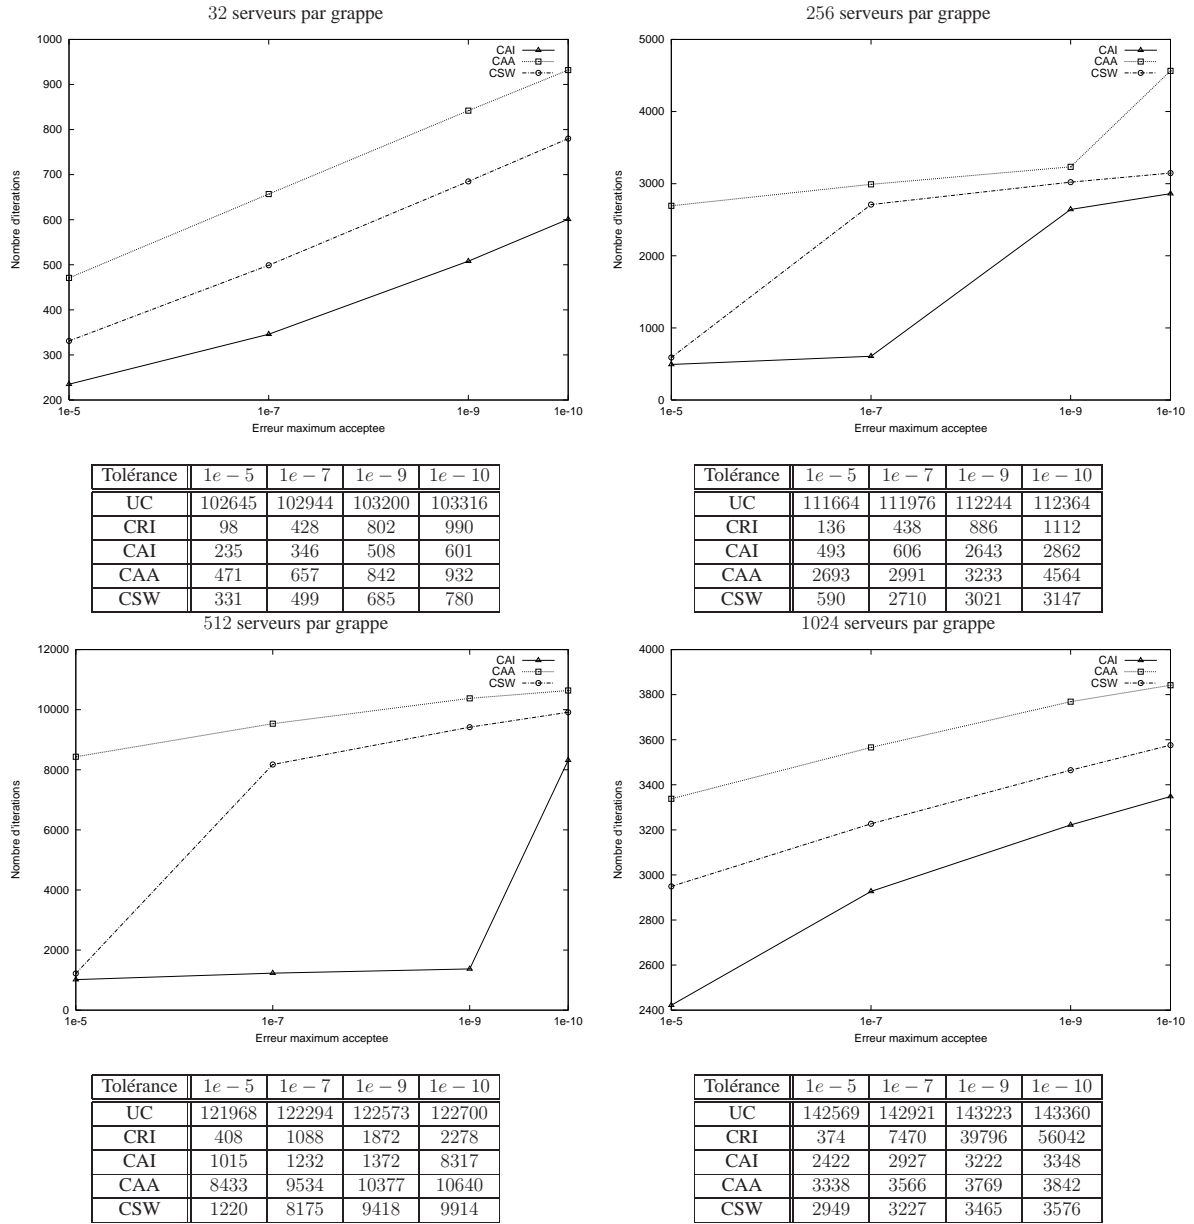 32 serveurs par grappe
1000
900
800
700
600
500
400
300
200
1e-5 1e-7 1e-9 1e-10
Nombre d'iterations
Erreur maximum acceptee
CAI
CAA
CSW
Tolérance 1e − 5 1e − 7 1e − 9 1e − 10
UC 102645 102944 103200 103316
CRI 98 428 802 990
CAI 235 346 508 601
CAA 471 657 842 932
CSW 331 499 685 780
256 serveurs par grappe
5000
4000
3000
2000
1000
0
1e-5 1e-7 1e-9 1e-10
Nombre d'iterations
Erreur maximum acceptee
CAI
CAA
CSW
Tolérance 1e − 5 1e − 7 1e − 9 1e − 10
UC 111664 111976 112244 112364
CRI 136 438 886 1112
CAI 493 606 2643 2862
CAA 2693 2991 3233 4564
CSW 590 2710 3021 3147
512 serveurs par grappe
12000
10000
8000
6000
4000
2000
0
1e-5 1e-7 1e-9 1e-10
Nombre d'iterations
Erreur maximum acceptee
CAI
CAA
CSW
Tolérance 1e − 5 1e − 7 1e − 9 1e − 10
UC 121968 122294 122573 122700
CRI 408 1088 1872 2278
CAI 1015 1232 1372 8317
CAA 8433 9534 10377 10640
CSW 1220 8175 9418 9914
1024 serveurs par grappe
4000
3800
3600
3400
3200
3000
2800
2600
2400
1e-5 1e-7 1e-9 1e-10
Nombre d'iterations
Erreur maximum acceptee
CAI
CAA
CSW
Tolérance 1e − 5 1e − 7 1e − 9 1e − 10
UC 142569 142921 143223 143360
CRI 374 7470 39796 56042
CAI 2422 2927 3222 3348
CAA 3338 3566 3769 3842
CSW 2949 3227 3465 3576